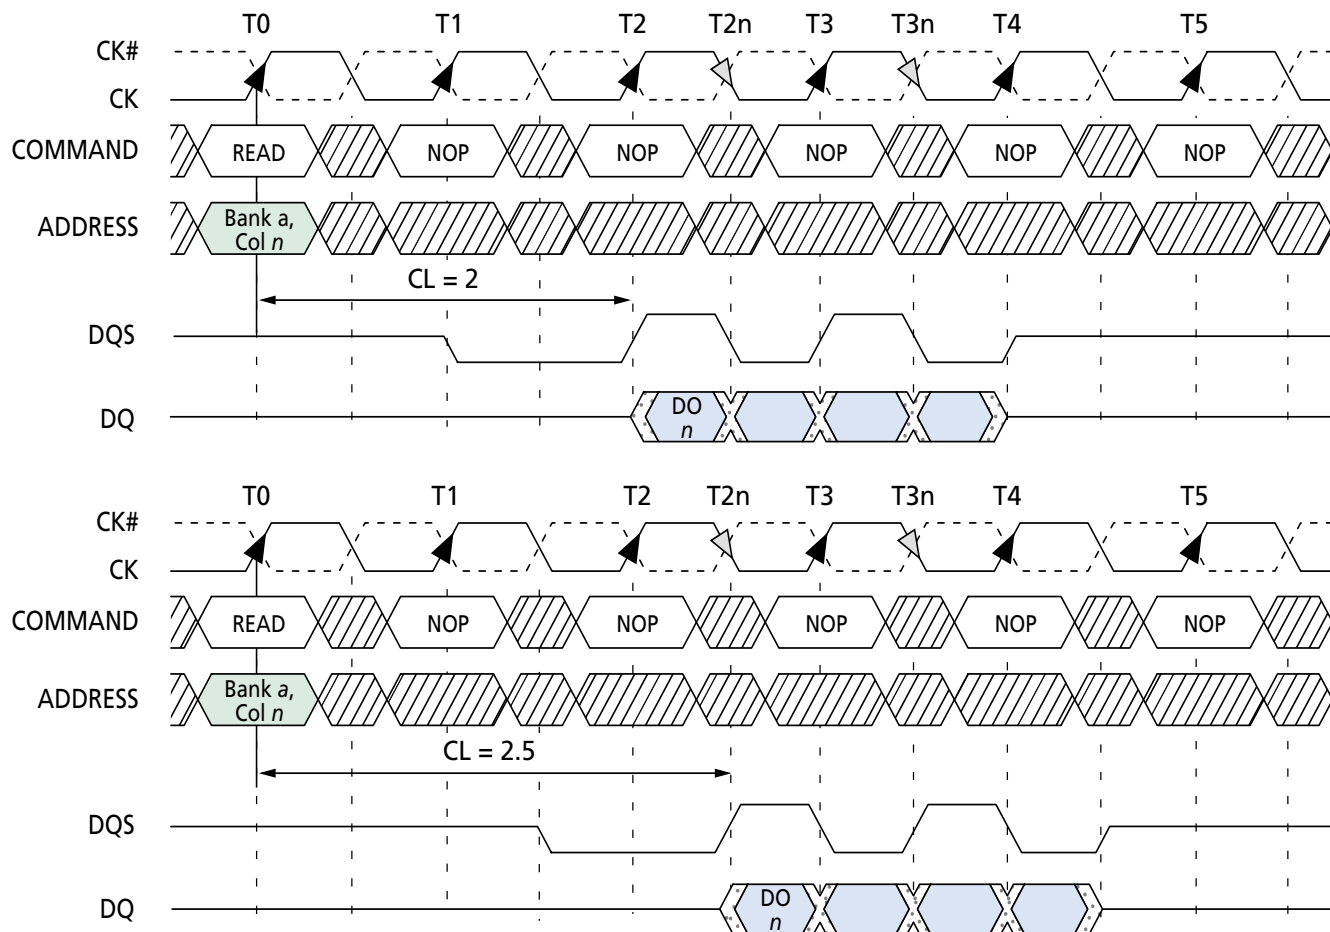 T0 T1 T2 T2n T3 T3n T4 T5
CK#
CK
COMMAND READ NOP NOP NOP NOP NOP
ADDRESS Bank a,
Col n
CL = 2
DQS
DQ DO
n
T0 T1 T2 T2n T3 T3n T4 T5
CK#
CK
COMMAND READ NOP NOP NOP NOP NOP
ADDRESS Bank a,
Col n
CL = 2.5
DQS
DQ DO
n